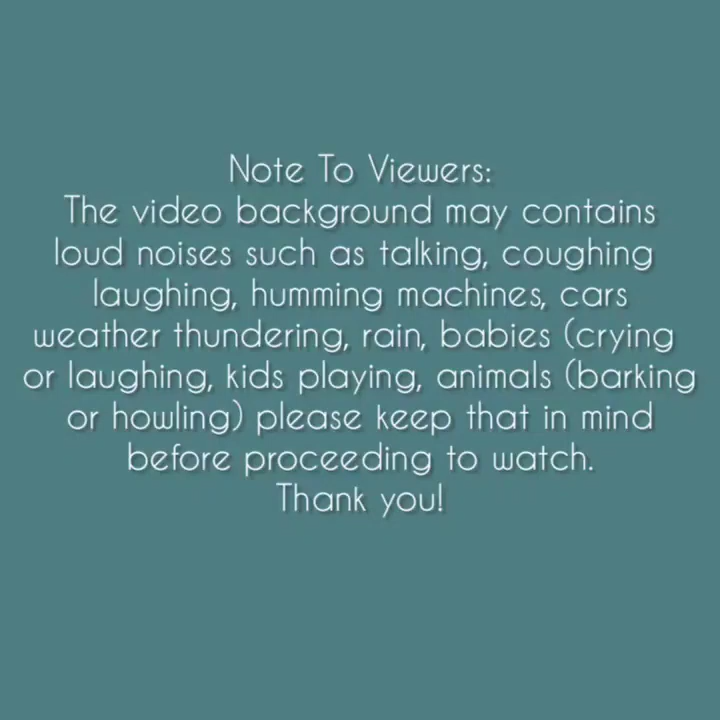 Note To Viewers:
The video background may contains
loud noises such as talking, coughing
laughing, humming machines, cars
weather thundering, rain, babies (crying
or laughing, kids playing, animals (barking
or howling) please keep that in mind
before proceeding to watch.
Thank you!